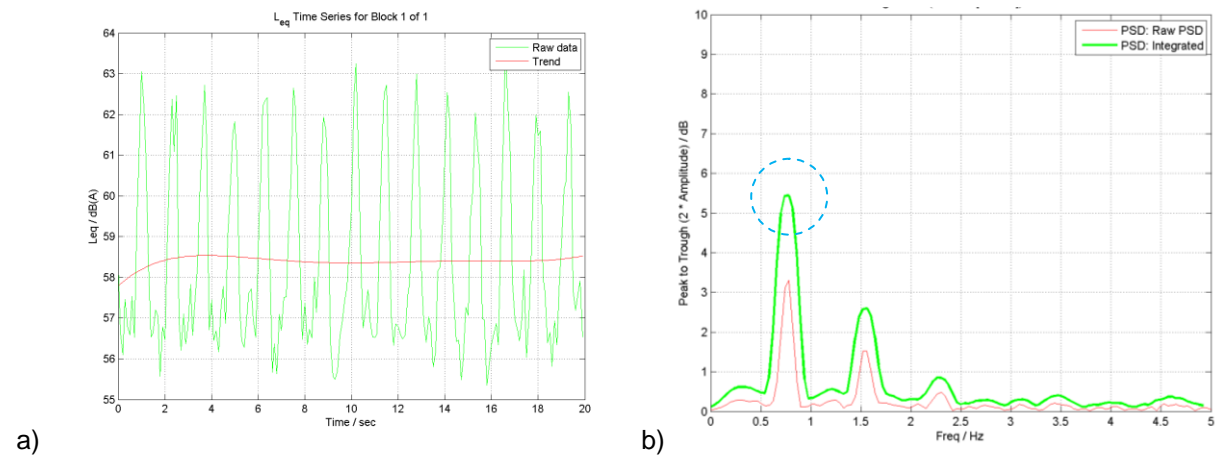 L_eq Time Series for Block 1 of 1
64
63
62
61
60
59
58
57
56
55
Leq / dB(A)
Raw data
Trend
0 2 4 6 8 10 12 14 16 18 20
Time / sec
a)
10
9
8
7
6
5
4
3
2
1
0
Peak to Trough (2 * Amplitude) / dB
PSD: Raw PSD
PSD: Integrated
0 0.5 1 1.5 2 2.5 3 3.5 4 4.5 5
Freq / Hz
b)